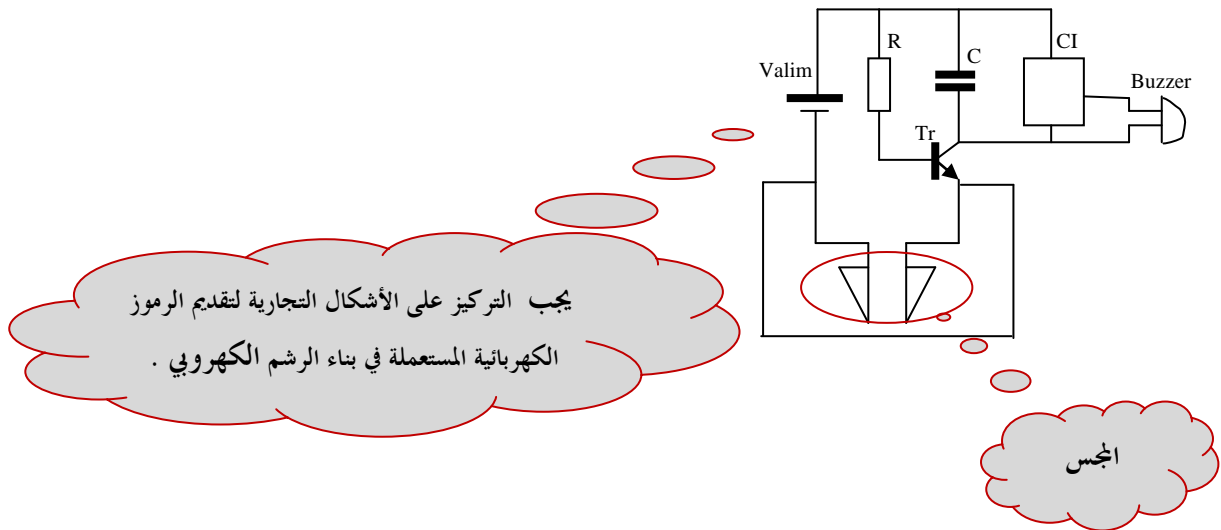 R
C
CI
Valim
Buzzer
Tr
يجب التركيز على الأشكال التجارية لتقديم الرموز
الكهربائية المستعملة في بناء الرشم الكهروبي .
المجس